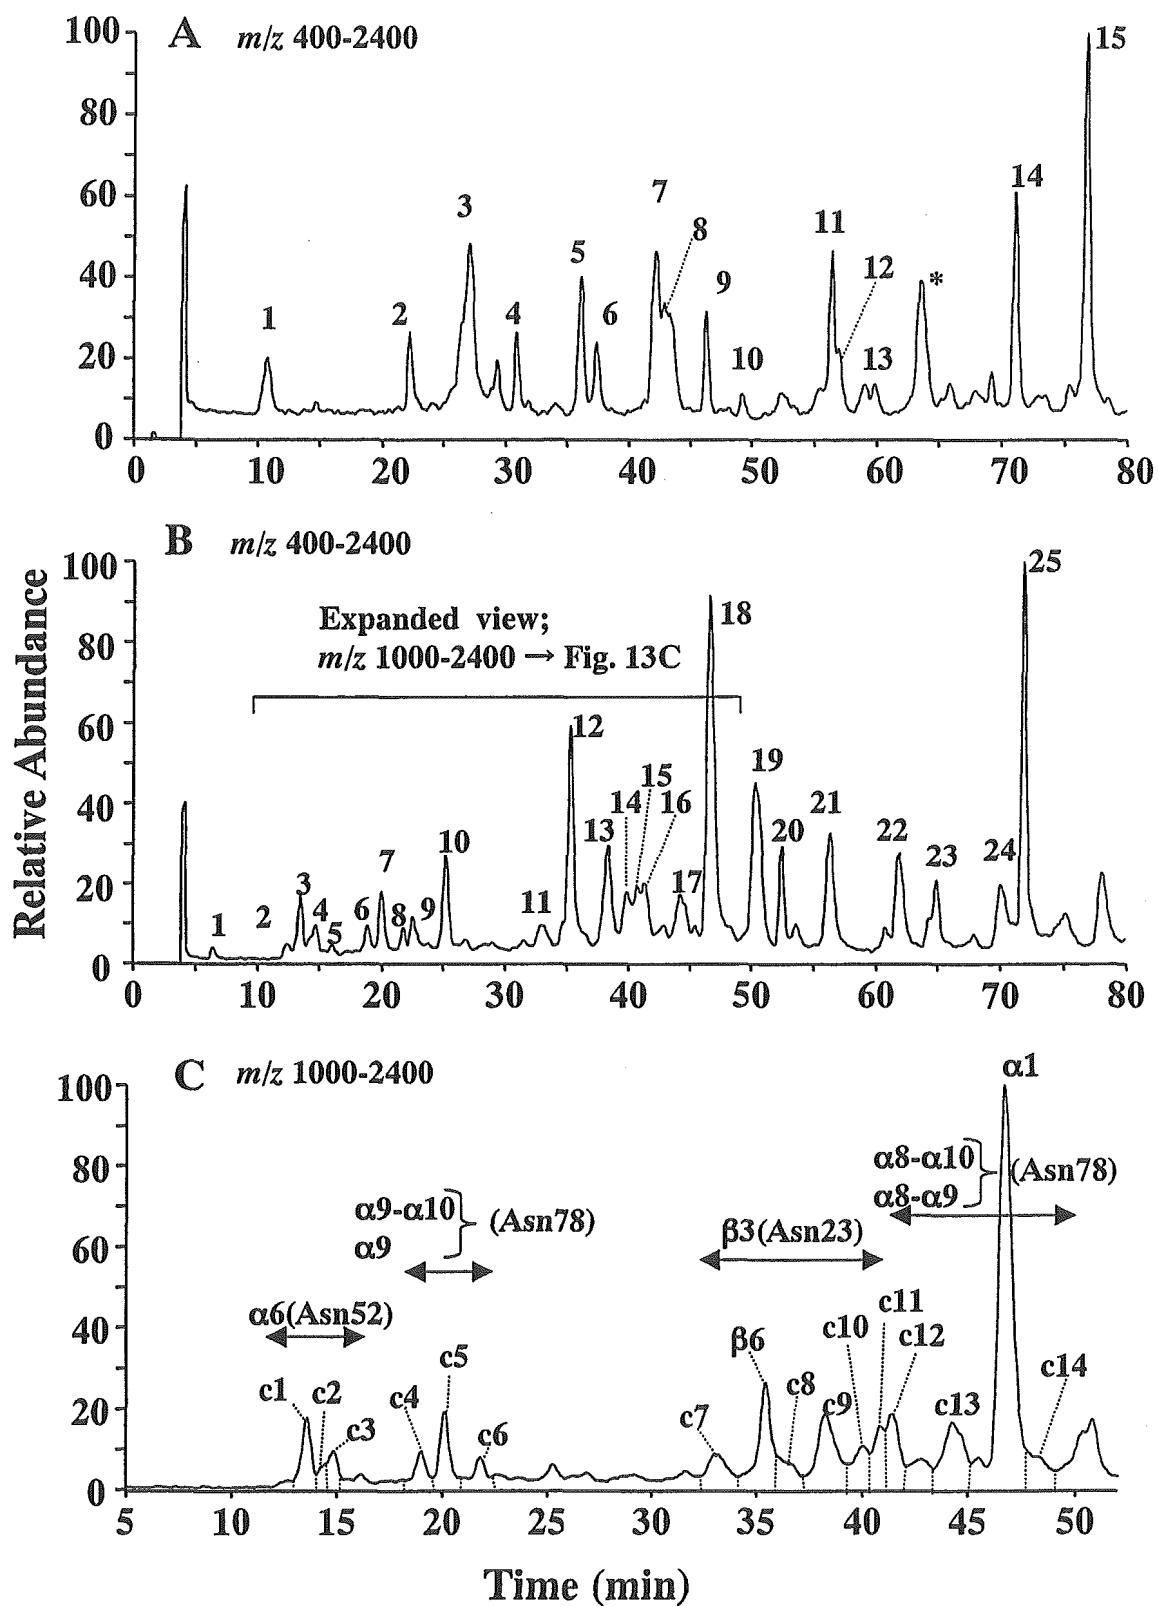 A m/z 400-2400
100
80
60
40
20
0
1
2
3
4
5
6
7
8
9
10
11
12
13
*
14
15
0 10 20 30 40 50 60 70 80
B m/z 400-2400
Expanded view;
m/z 1000-2400 → Fig. 13C
100
80
60
40
20
0
1
2
3
4
5
6
7
8
9
10
11
12
13
14
15
16
17
18
19
20
21
22
23
24
25
0 10 20 30 40 50 60 70 80
Relative Abundance
C m/z 1000-2400
100
80
60
40
20
0
α6(Asn52)
α9-α10
α9
(Asn78)
β3(Asn23)
α8-α10
α8-α9
(Asn78)
α1
c1
c2
c3
c4
c5
c6
c7
β6
c8
c9
c10
c11
c12
c13
c14
5 10 15 20 25 30 35 40 45 50
Time (min)